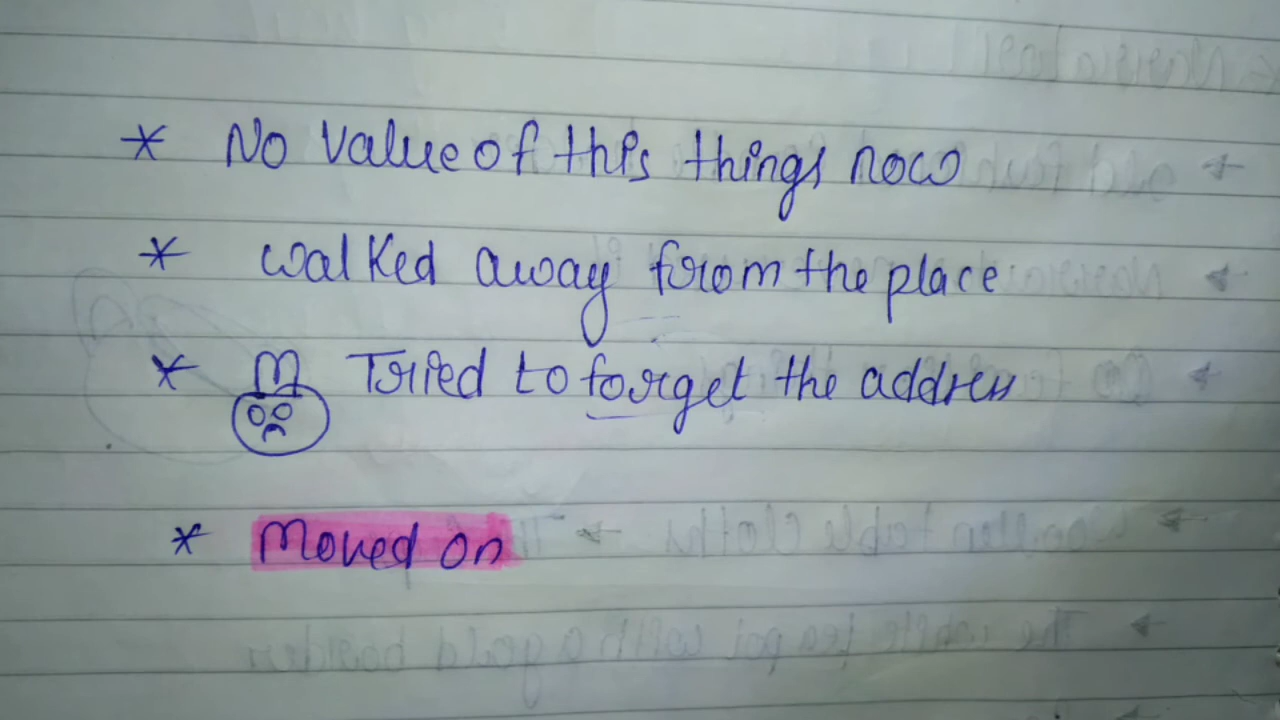 * No value of this things now
* walked away from the place
* Tried to forget the address
* Moved on